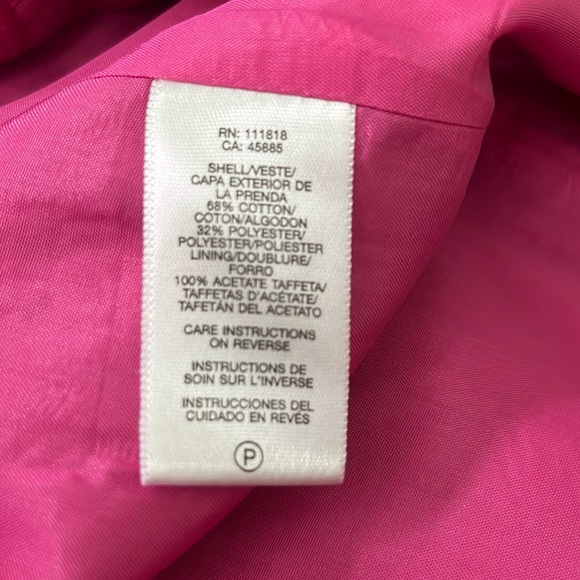 RN: 111818
CA: 45885
SHELL/VESTE/
CAPA EXTERIOR DE
LA PRENDA
68% COTTON/
COTON/ALGODON
32% POLYESTER/
POLYESTER/POLIESTER
LINING/DOUBLURE/
FORRO
100% ACETATE TAFFETA/
TAFFETAS D'ACÉTATE/
TAFETÁN DEL ACETATO
CARE INSTRUCTIONS
ON REVERSE
INSTRUCTIONS DE
SOIN SUR L'INVERSE
INSTRUCCIONES DEL
CUIDADO EN REVÉS
P